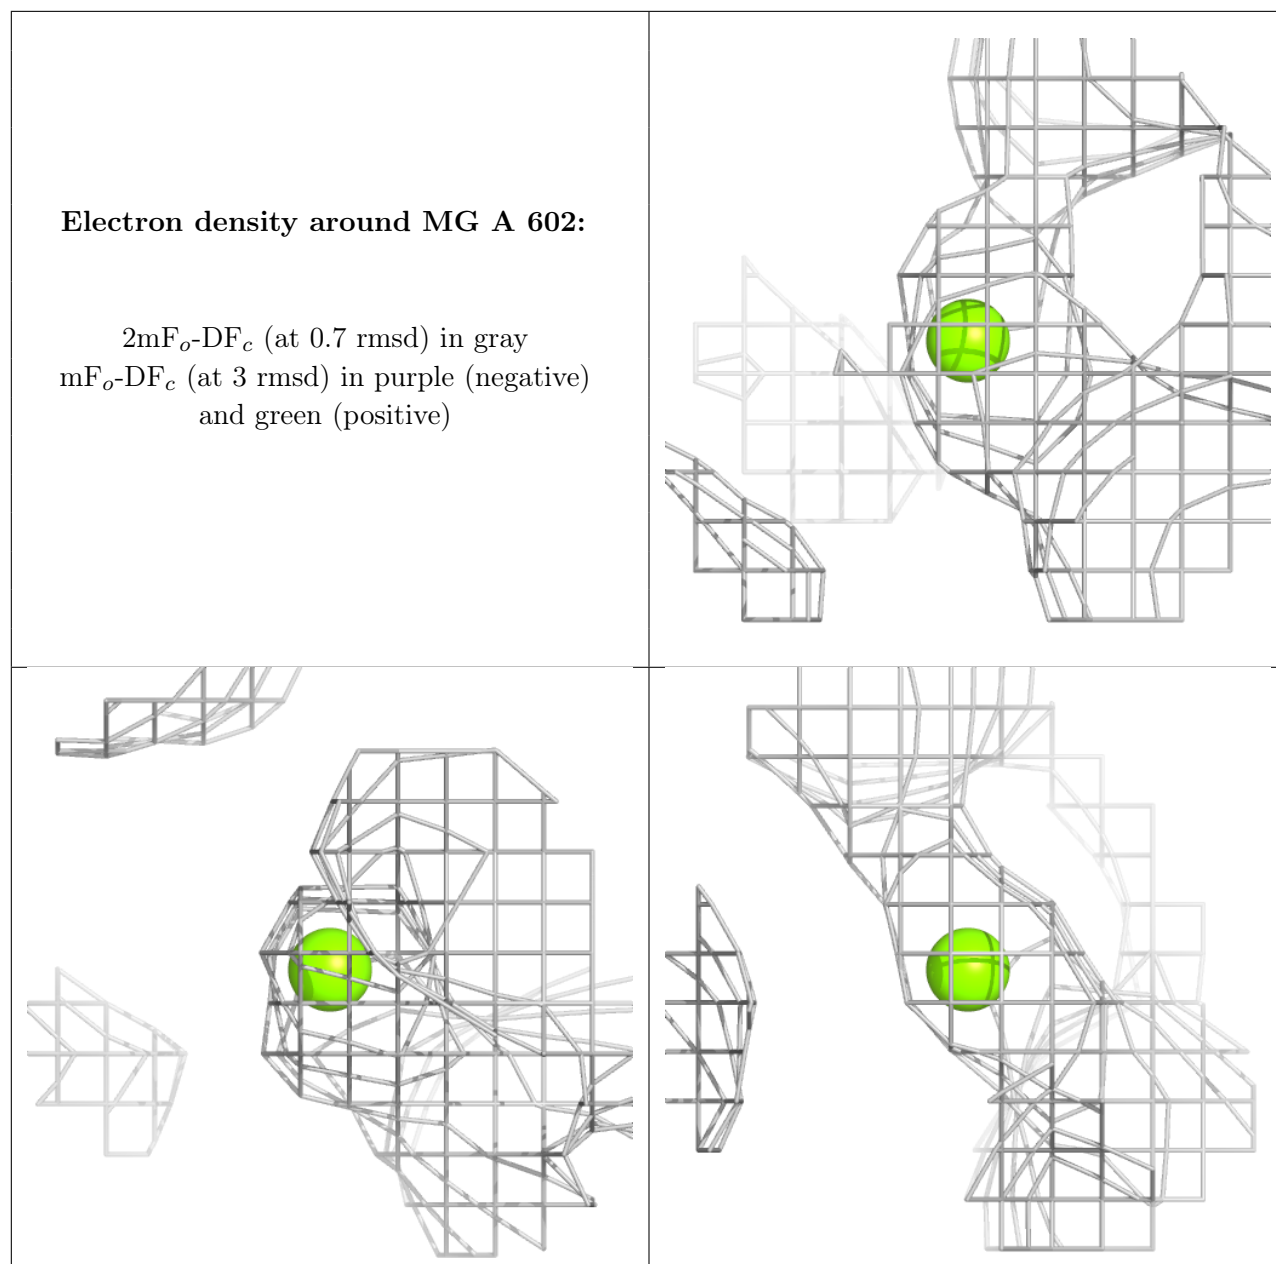 Electron density around MG A 602:
2mFo-DFc (at 0.7 rmsd) in gray
mFo-DFc (at 3 rmsd) in purple (negative)
and green (positive)